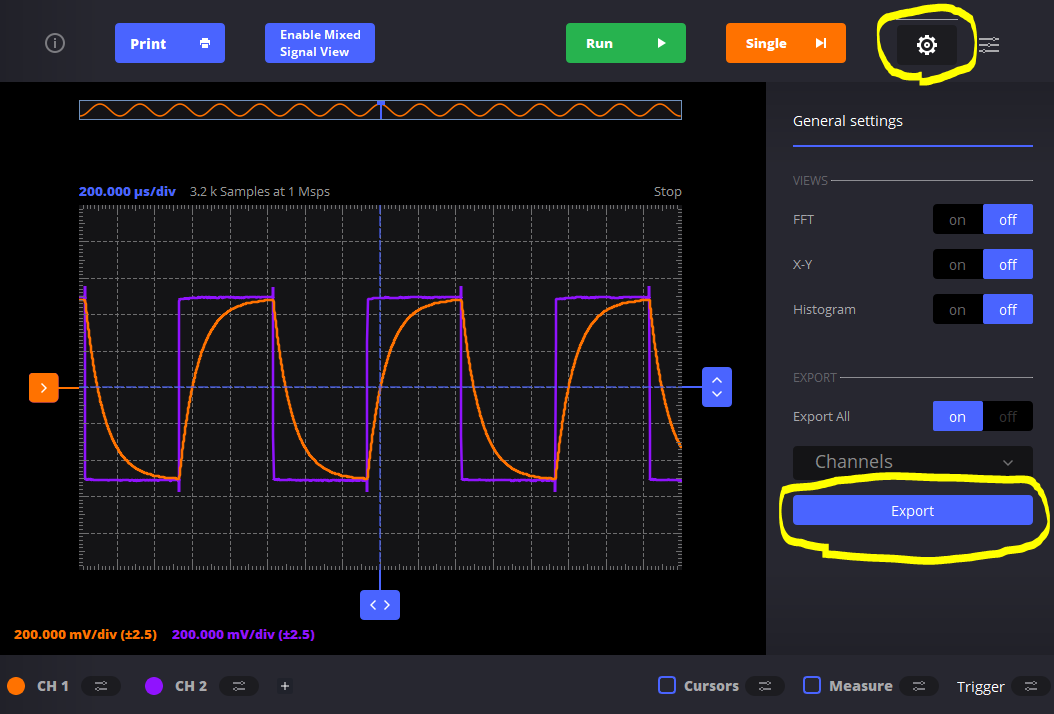 Print
Enable Mixed
Signal View
Run
Single
General settings
200.000 µs/div 3.2 k Samples at 1 Msps Stop
VIEWS
FFT on off
X-Y on off
Histogram on off
EXPORT
Export All on off
Channels
Export
200.000 mV/div (±2.5) 200.000 mV/div (±2.5)
CH 1 CH 2 + Cursors Measure Trigger